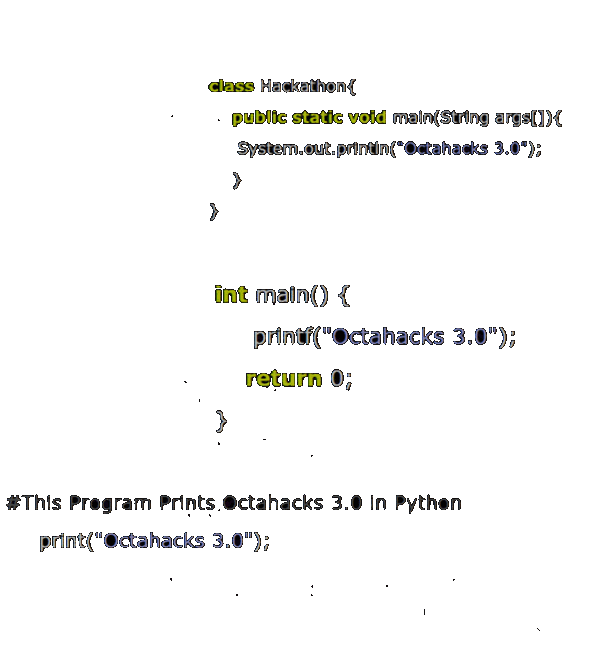 class Hackathon{
public static void main(String args[]){
System.out.println("Octahacks 3.0");
}
}
int main() {
printf("Octahacks 3.0");
return 0;
}
#This Program Prints Octahacks 3.0 in Python
print("Octahacks 3.0");